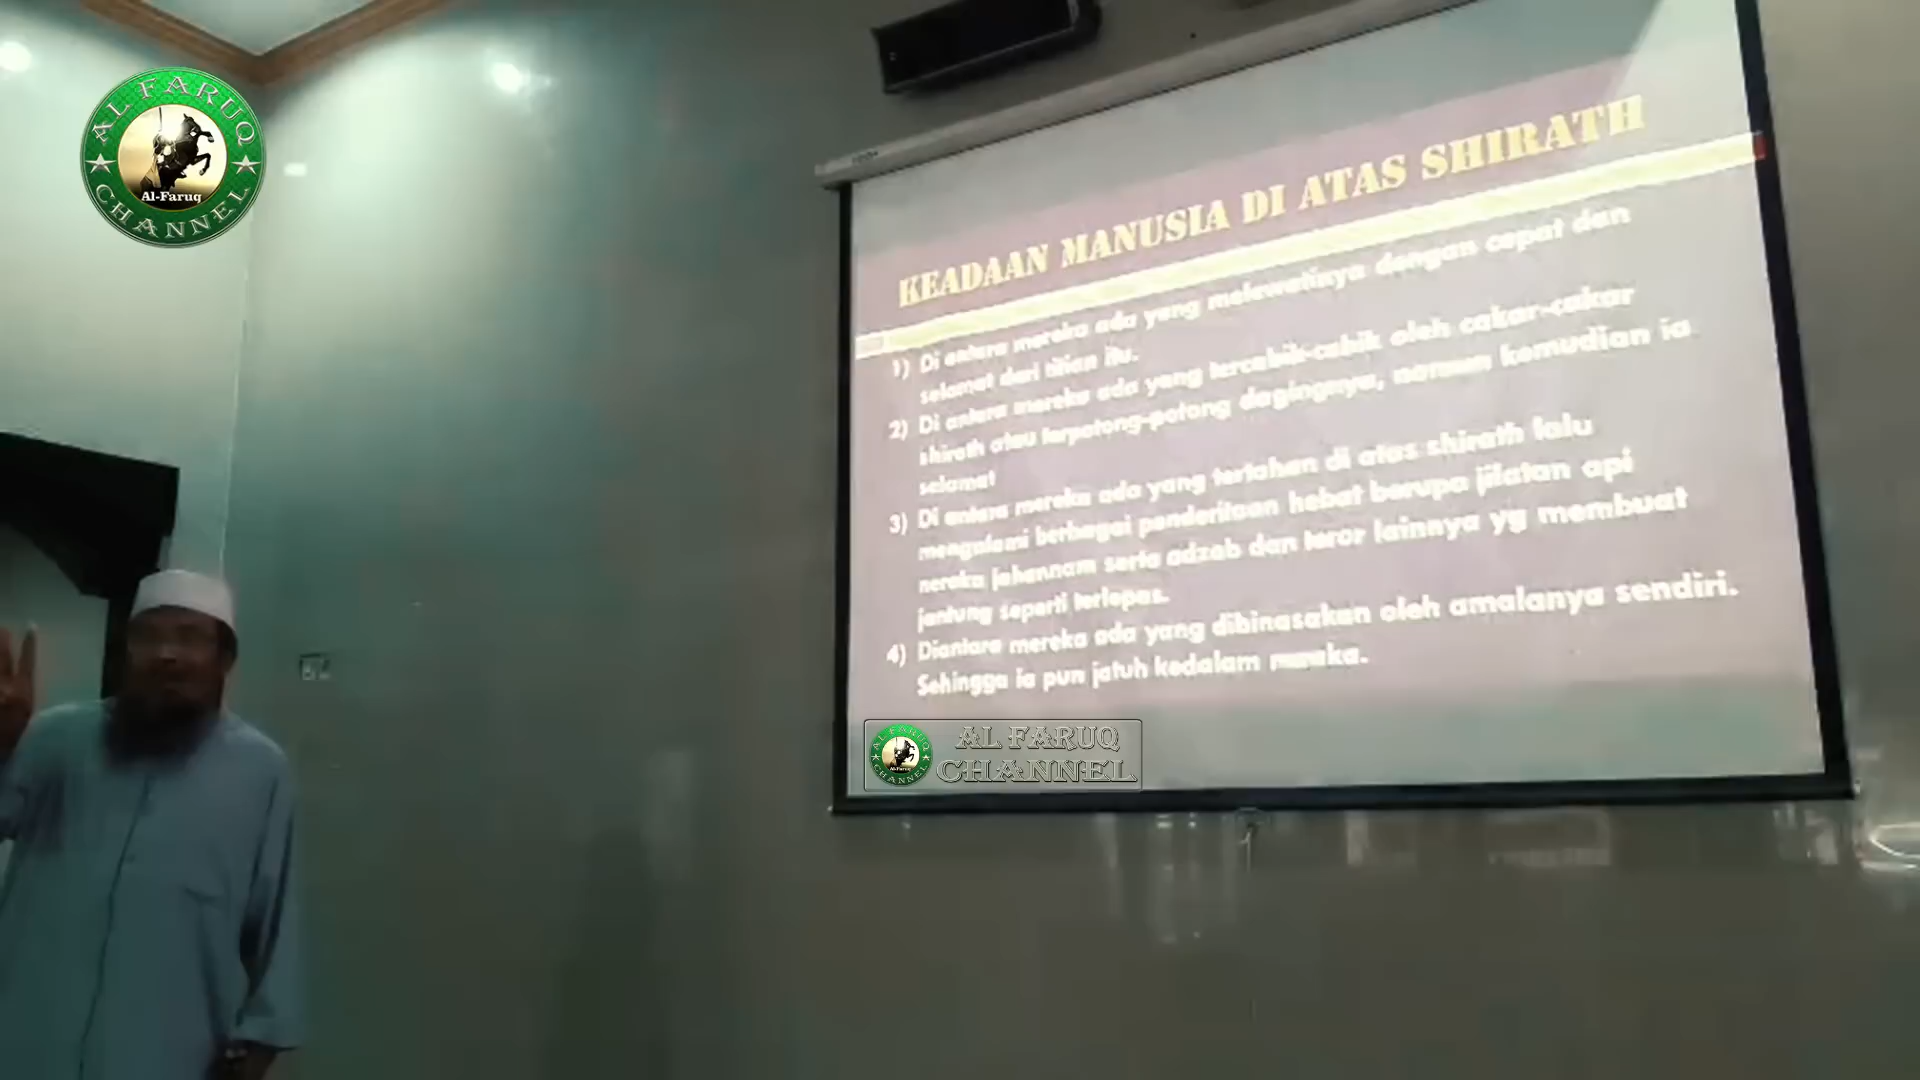 AL FARUQ
Al-Faruq
CHANNEL
KEADAAN MANUSIA DI ATAS SHIRATH
1) Di antara mereka ada yang melewatinya dengan cepat dan
selamat dari titian itu.
2) Di antara mereka ada yang tercabik-cabik oleh cakar-cakar
shirath atau terpotong-potong dagingnya, namun kemudian ia
selamat
3) Di antara mereka ada yang tertahan di atas shirath lalu
mengalami berbagai penderitaan hebat berupa jilatan api
neraka jahannam serta adzab dan teror lainnya yg membuat
jantung seperti terlepas.
4) Diantara mereka ada yang dibinasakan oleh amalanya sendiri.
Sehingga ia pun jatuh kedalam neraka.
AL FARUQ
CHANNEL
AL FARUQ
CHANNEL